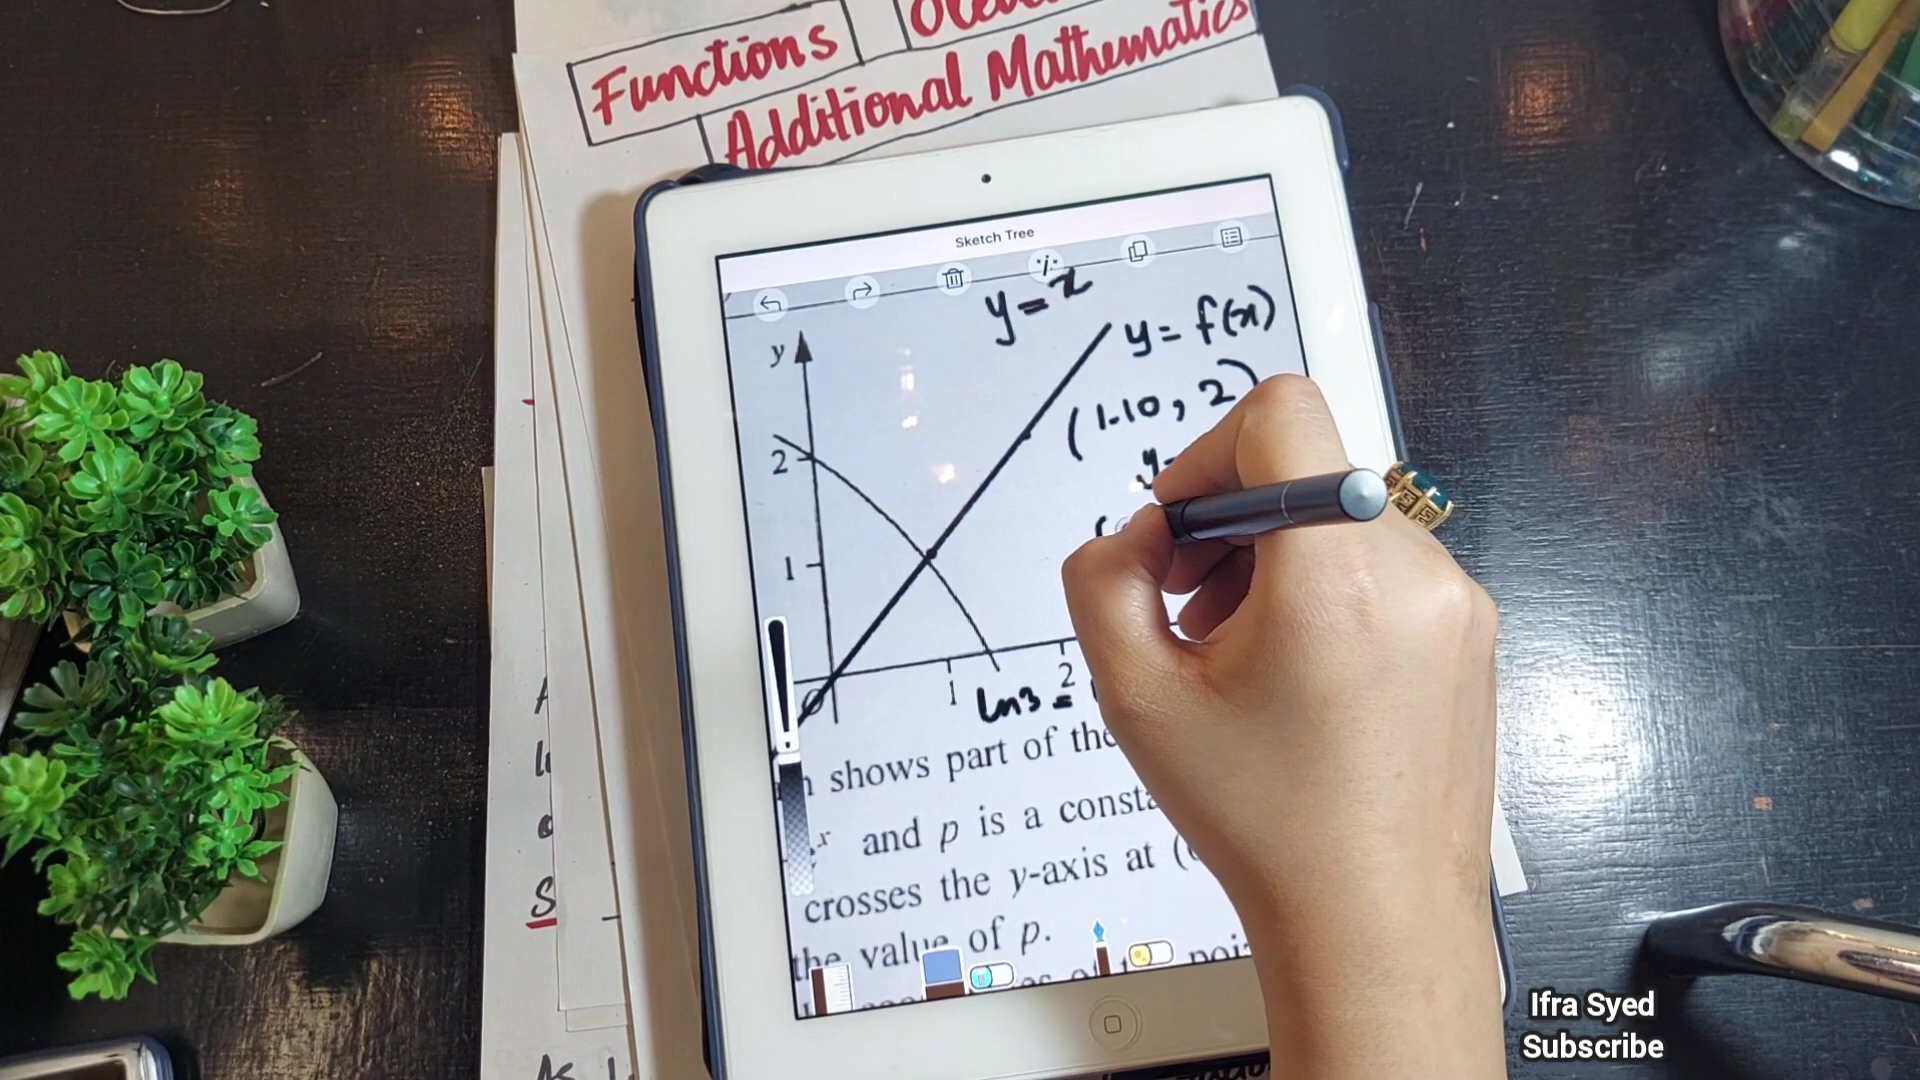 Functions
Additional Mathematics
Sketch Tree
y = x
y = f(x)
y
(1.10, 2)
2
y=
1
1
2
ln3 =
shows part of the
x and p is a
crosses the y-axis at (
the value of p.
S
Ifra Syed
Subscribe